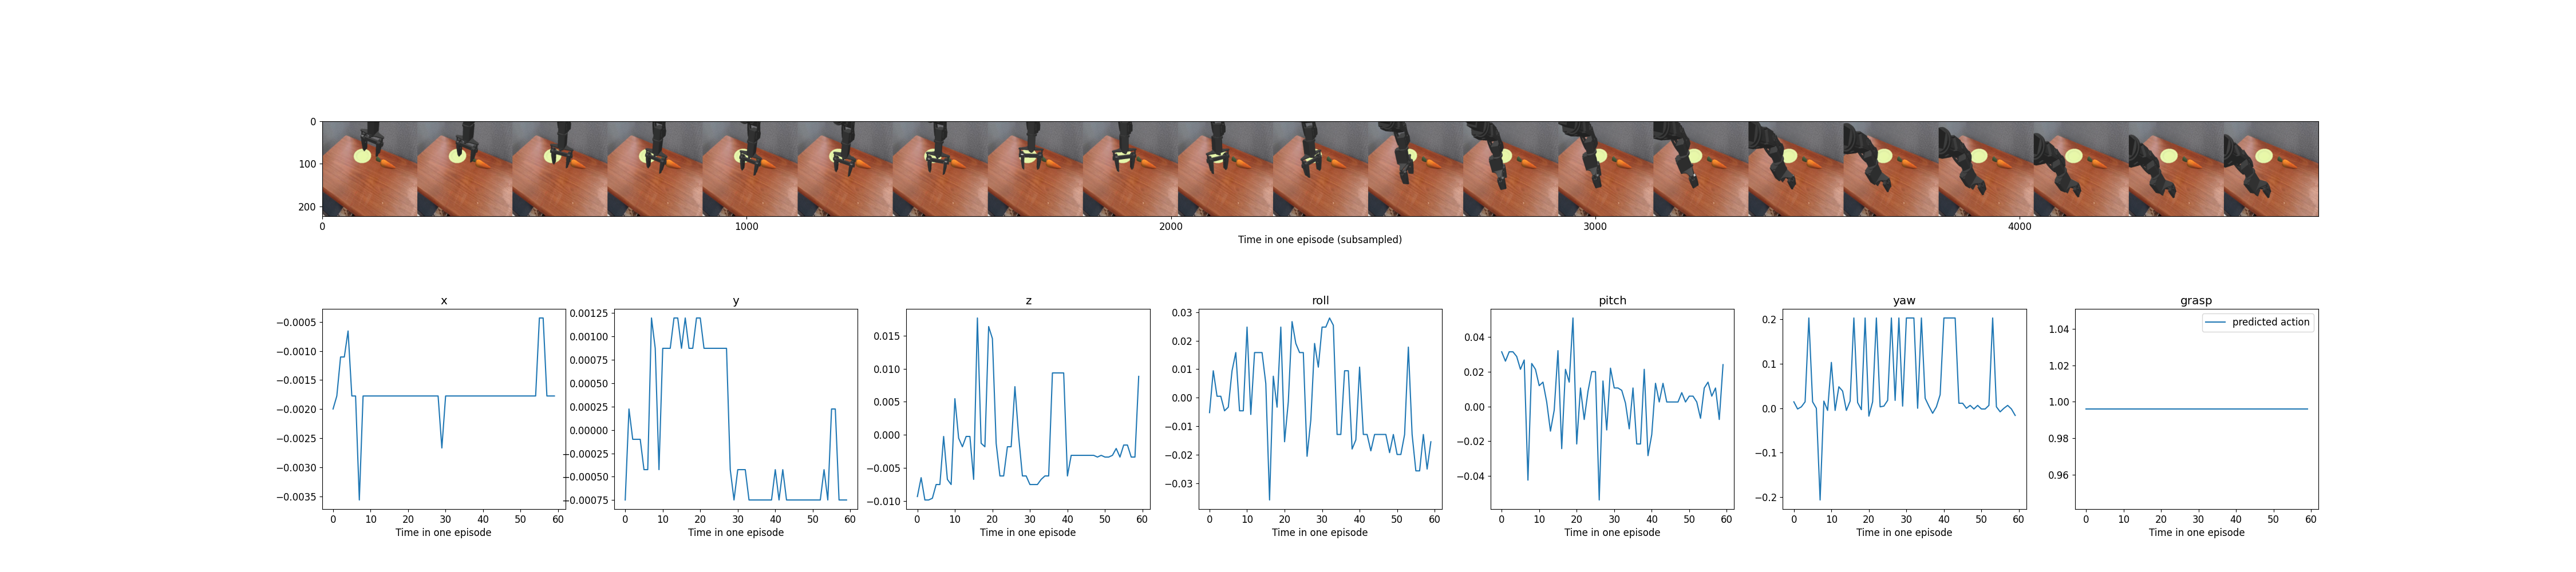 0
100
200
0 1000 2000 3000 4000
Time in one episode (subsampled)
x y z roll pitch yaw grasp
−0.0005
−0.0010
−0.0015
−0.0020
−0.0025
−0.0030
−0.0035
0 10 20 30 40 50 60
Time in one episode
0.00125
0.00100
0.00075
0.00050
0.00025
0.00000
−0.00025
−0.00050
−0.00075
0 10 20 30 40 50 60
Time in one episode
0.015
0.010
0.005
0.000
−0.005
−0.010
0 10 20 30 40 50 60
Time in one episode
0.03
0.02
0.01
0.00
−0.01
−0.02
−0.03
0 10 20 30 40 50 60
Time in one episode
0.04
0.02
0.00
−0.02
−0.04
0 10 20 30 40 50 60
Time in one episode
0.2
0.1
0.0
−0.1
−0.2
0 10 20 30 40 50 60
Time in one episode
predicted action
1.04
1.02
1.00
0.98
0.96
0 10 20 30 40 50 60
Time in one episode